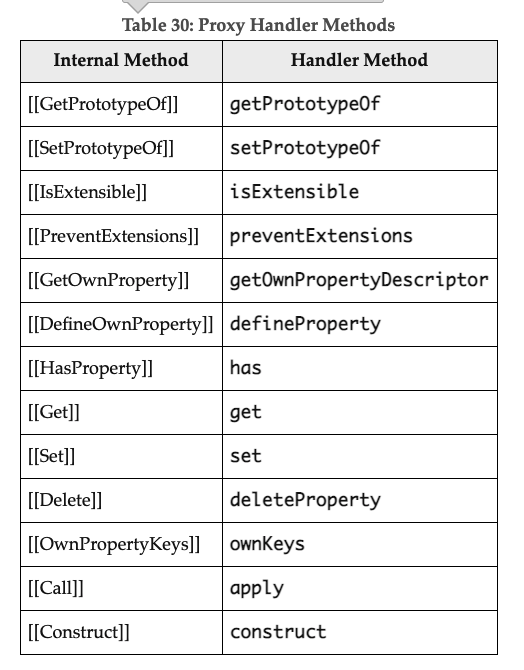 Table 30: Proxy Handler Methods
Internal Method Handler Method
[[GetPrototypeOf]] getPrototypeOf
[[SetPrototypeOf]] setPrototypeOf
[[IsExtensible]] isExtensible
[[PreventExtensions]] preventExtensions
[[GetOwnProperty]] getOwnPropertyDescriptor
[[DefineOwnProperty]] defineProperty
[[HasProperty]] has
[[Get]] get
[[Set]] set
[[Delete]] deleteProperty
[[OwnPropertyKeys]] ownKeys
[[Call]] apply
[[Construct]] construct